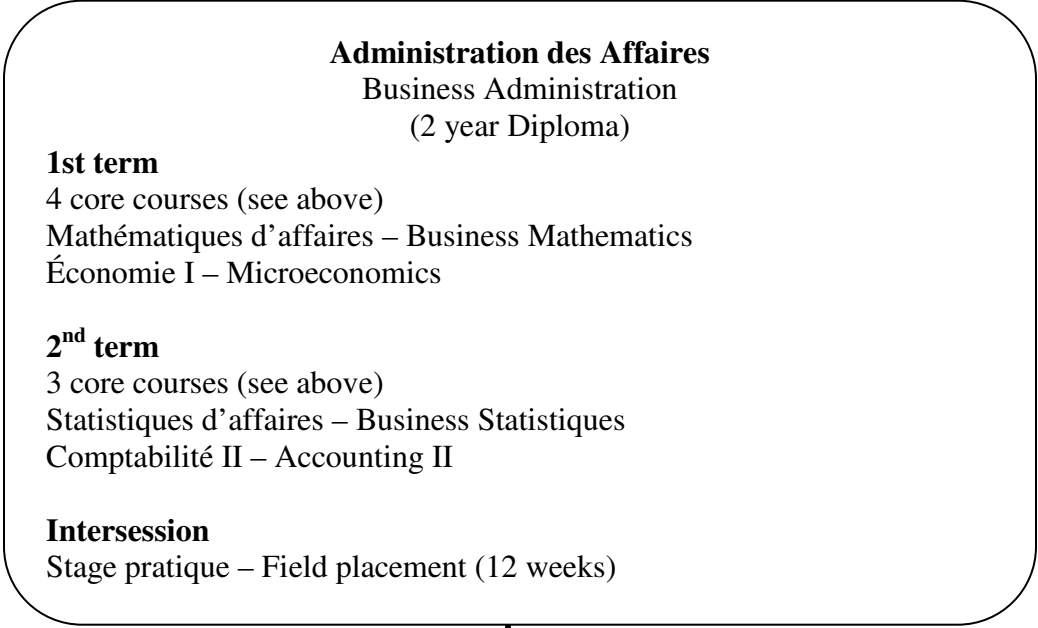 Administration des Affaires
Business Administration
(2 year Diploma)
1st term
4 core courses (see above)
Mathématiques d’affaires – Business Mathematics
Économie I – Microeconomics
2nd term
3 core courses (see above)
Statistiques d’affaires – Business Statistiques
Comptabilité II – Accounting II
Intersession
Stage pratique – Field placement (12 weeks)